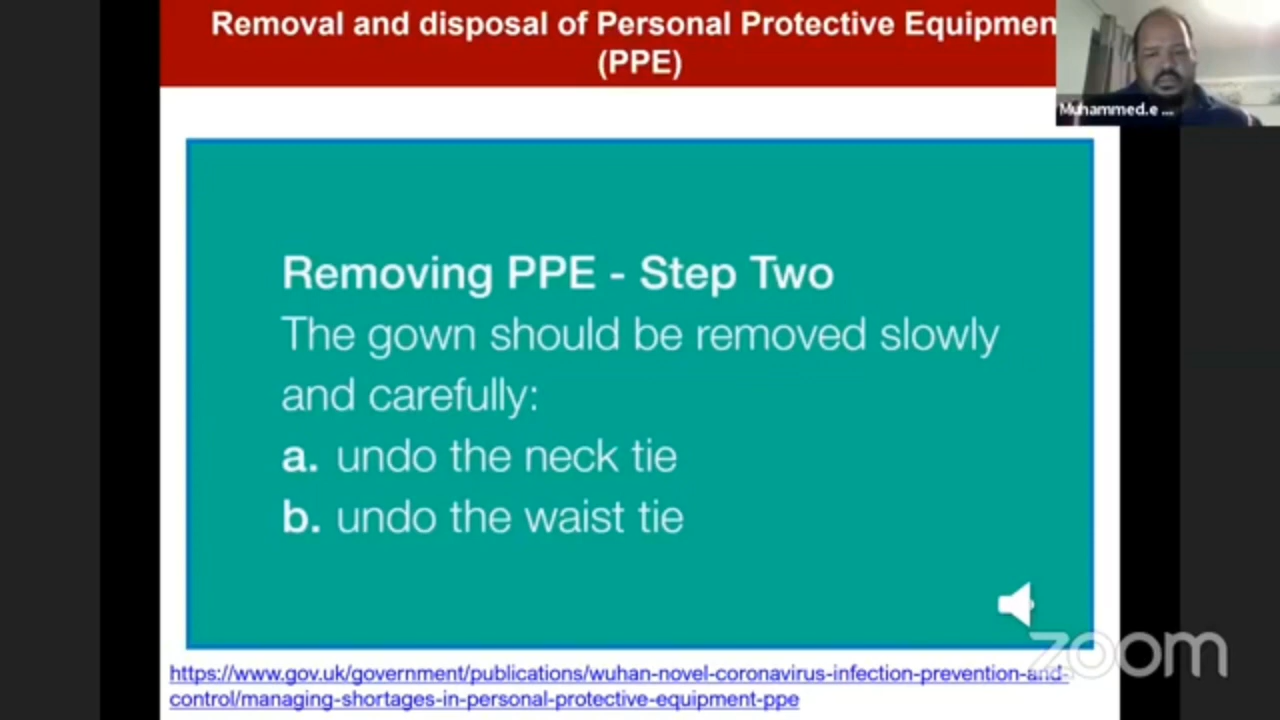 Removal and disposal of Personal Protective Equipmen
(PPE)
Muhammed.e ...
Removing PPE - Step Two
The gown should be removed slowly
and carefully:
a. undo the neck tie
b. undo the waist tie
zoom
https://www.gov.uk/government/publications/wuhan-novel-coronavirus-infection-prevention-and-
control/managing-shortages-in-personal-protective-equipment-ppe